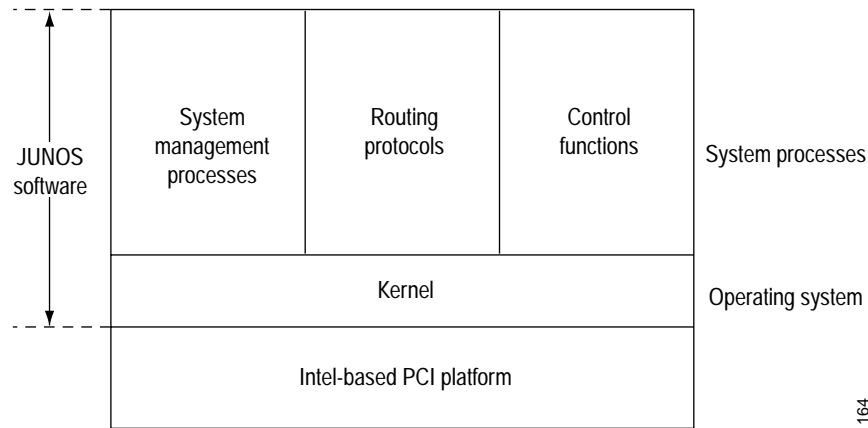 System
management
processes
Routing
protocols
Control
functions
System processes
JUNOS
software
Kernel
Operating system
Intel-based PCI platform
164